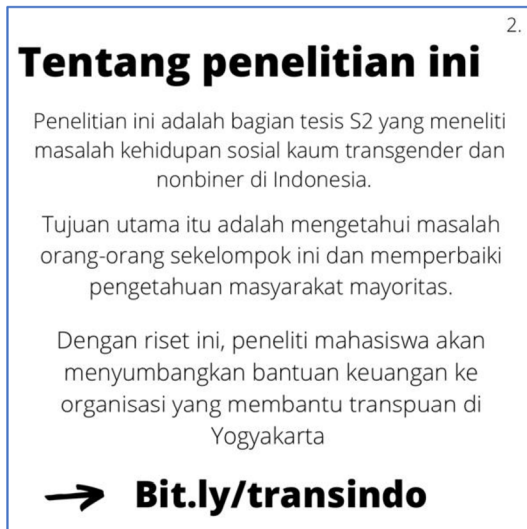 2.
Tentang penelitian ini
Penelitian ini adalah bagian tesis S2 yang meneliti
masalah kehidupan sosial kaum transgender dan
nonbiner di Indonesia.
Tujuan utama itu adalah mengetahui masalah
orang-orang sekelompok ini dan memperbaiki
pengetahuan masyarakat mayoritas.
Dengan riset ini, peneliti mahasiswa akan
menyumbangkan bantuan keuangan ke
organisasi yang membantu transpuan di
Yogyakarta
Bit.ly/transindo